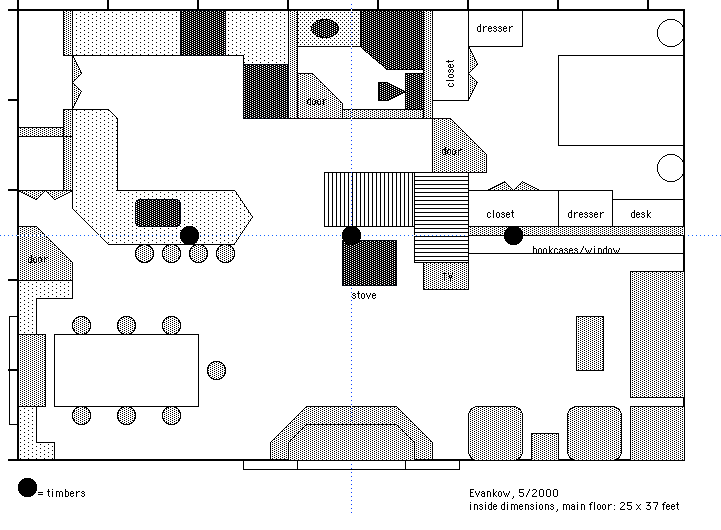 dresser
closet
door
door
closet
dresser
desk
bookcases/window
door
TV
stove
= timbers
Evankow, 5/2000
inside dimensions, main floor: 25 x 37 feet